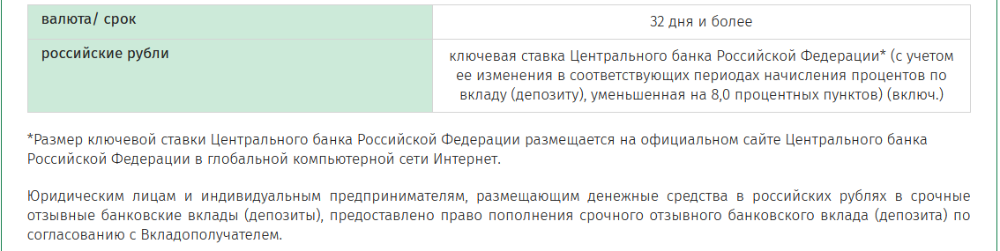 валюта/ срок
32 дня и более
российские рубли
ключевая ставка Центрального банка Российской Федерации* (с учетом
ее изменения в соответствующих периодах начисления процентов по
вкладу (депозиту), уменьшенная на 8,0 процентных пунктов) (включ.)
*Размер ключевой ставки Центрального банка Российской Федерации размещается на официальном сайте Центрального банка
Российской Федерации в глобальной компьютерной сети Интернет.
Юридическим лицам и индивидуальным предпринимателям, размещающим денежные средства в российских рублях в срочные
отзывные банковские вклады (депозиты), предоставлено право пополнения срочного отзывного банковского вклада (депозита) по
согласованию с Вкладополучателем.